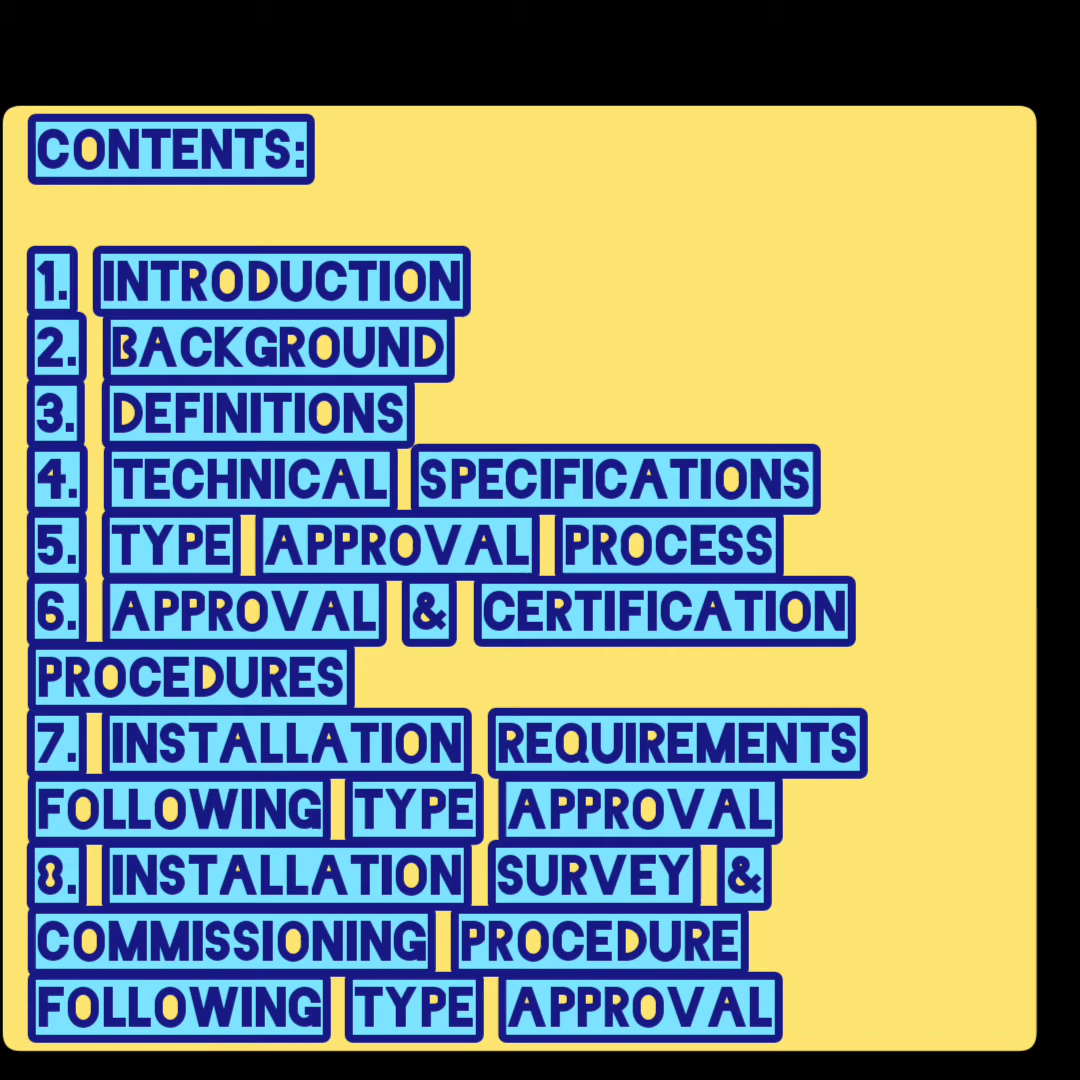 CONTENTS:
1. INTRODUCTION
2. BACKGROUND
3. DEFINITIONS
4. TECHNICAL SPECIFICATIONS
5. TYPE APPROVAL PROCESS
6. APPROVAL & CERTIFICATION
PROCEDURES
7. INSTALLATION REQUIREMENTS
FOLLOWING TYPE APPROVAL
8. INSTALLATION SURVEY &
COMMISSIONING PROCEDURE
FOLLOWING TYPE APPROVAL